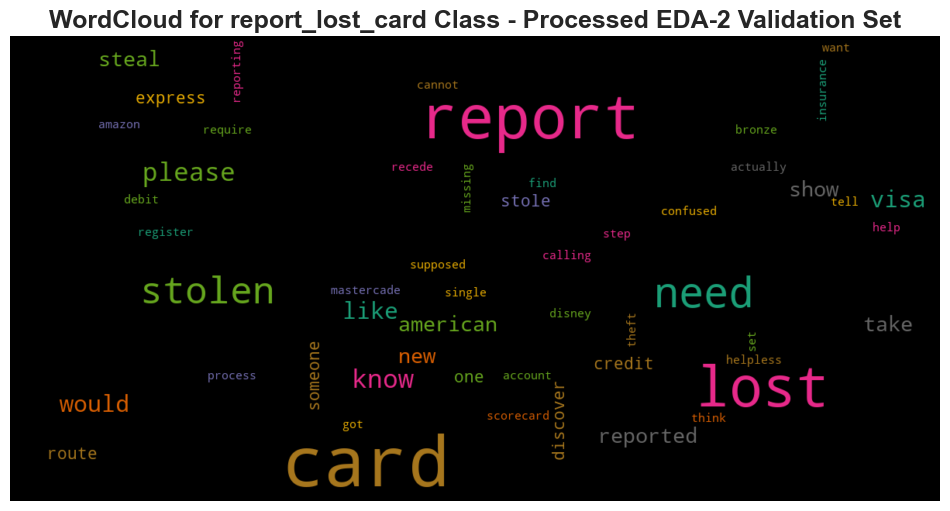 WordCloud for report_lost_card Class - Processed EDA-2 Validation Set
want
steal
reporting
cannot
insurance
express
report
amazon
require
bronze
please
recede
missing
find
actually
show
debit
stole
visa
tell
confused
register
step
help
calling
supposed
stolen
mastercade
single
need
like
disney
american
theft
take
set
new
credit
helpless
someone
know
process
one
account
lost
would
discover
scorecard
think
got
reported
card
route